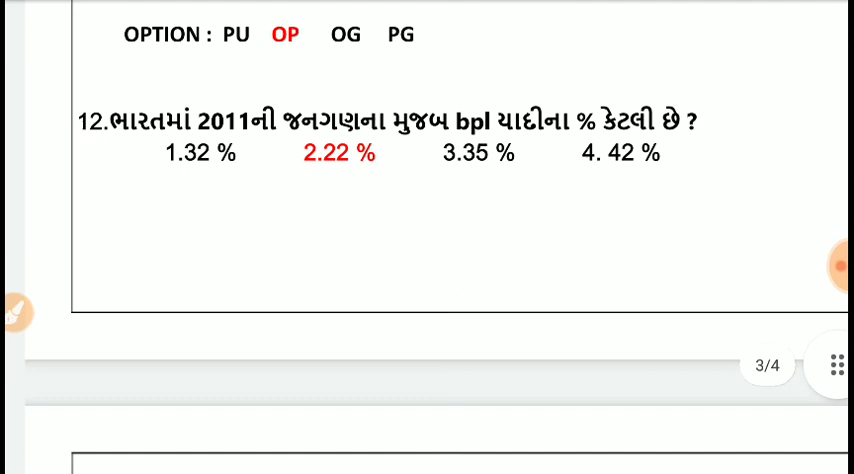 OPTION : PU OP OG PG
12.ભારતમાં 2011ની જનગણના મુજબ bpl યાદીના % કેટલી છે ?
1.32 % 2.22 % 3.35 % 4. 42 %
3/4